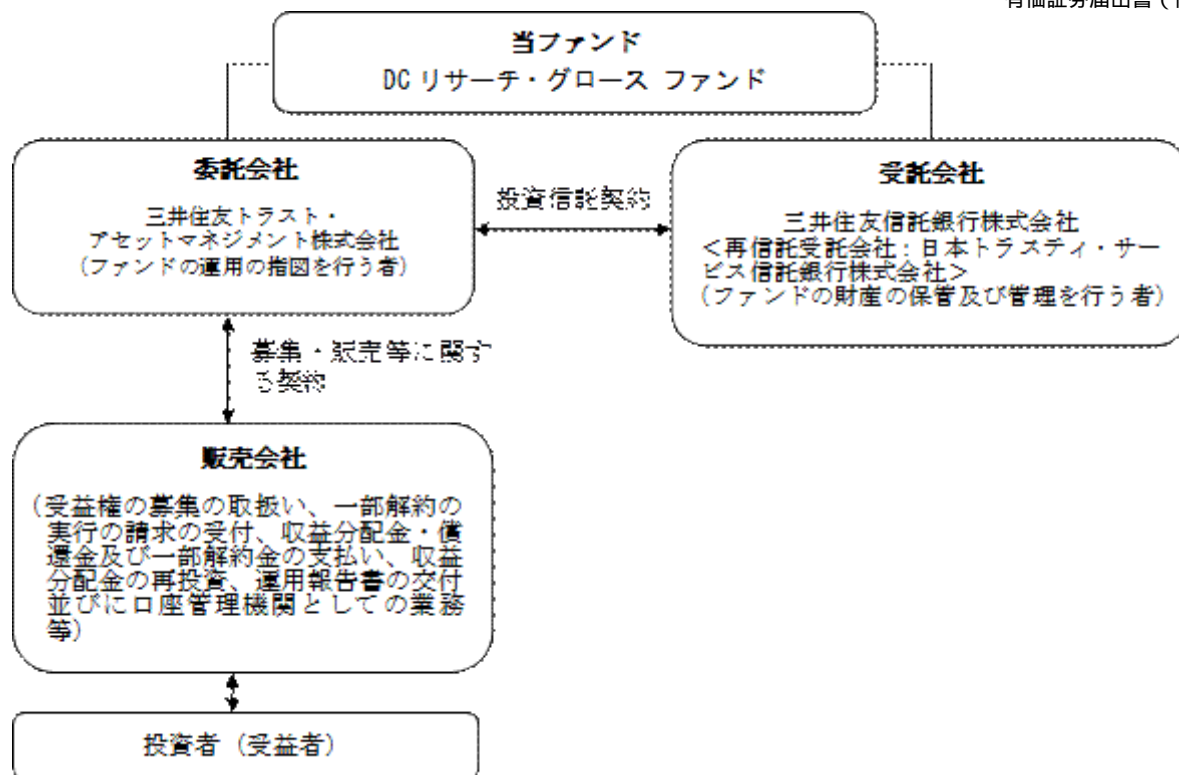 有価証券届出書（
当ファンド
DC リサーチ・グロース ファンド
委託会社
三井住友トラスト・
アセットマネジメント株式会社
（ファンドの運用の指図を行う者）
投資信託契約
受託会社
三井住友信託銀行株式会社
＜再信託受託会社：日本トラスティ・サー
ビス信託銀行株式会社＞
（ファンドの財産の保管及び管理を行う者）
募集・販売等に関す
る契約
販売会社
（受益権の募集の取扱い、一部解約の
実行の請求の受付、収益分配金・償
還金及び一部解約金の支払い、収益
分配金の再投資、運用報告書の交付
並びに口座管理機関としての業務
等）
投資者（受益者）